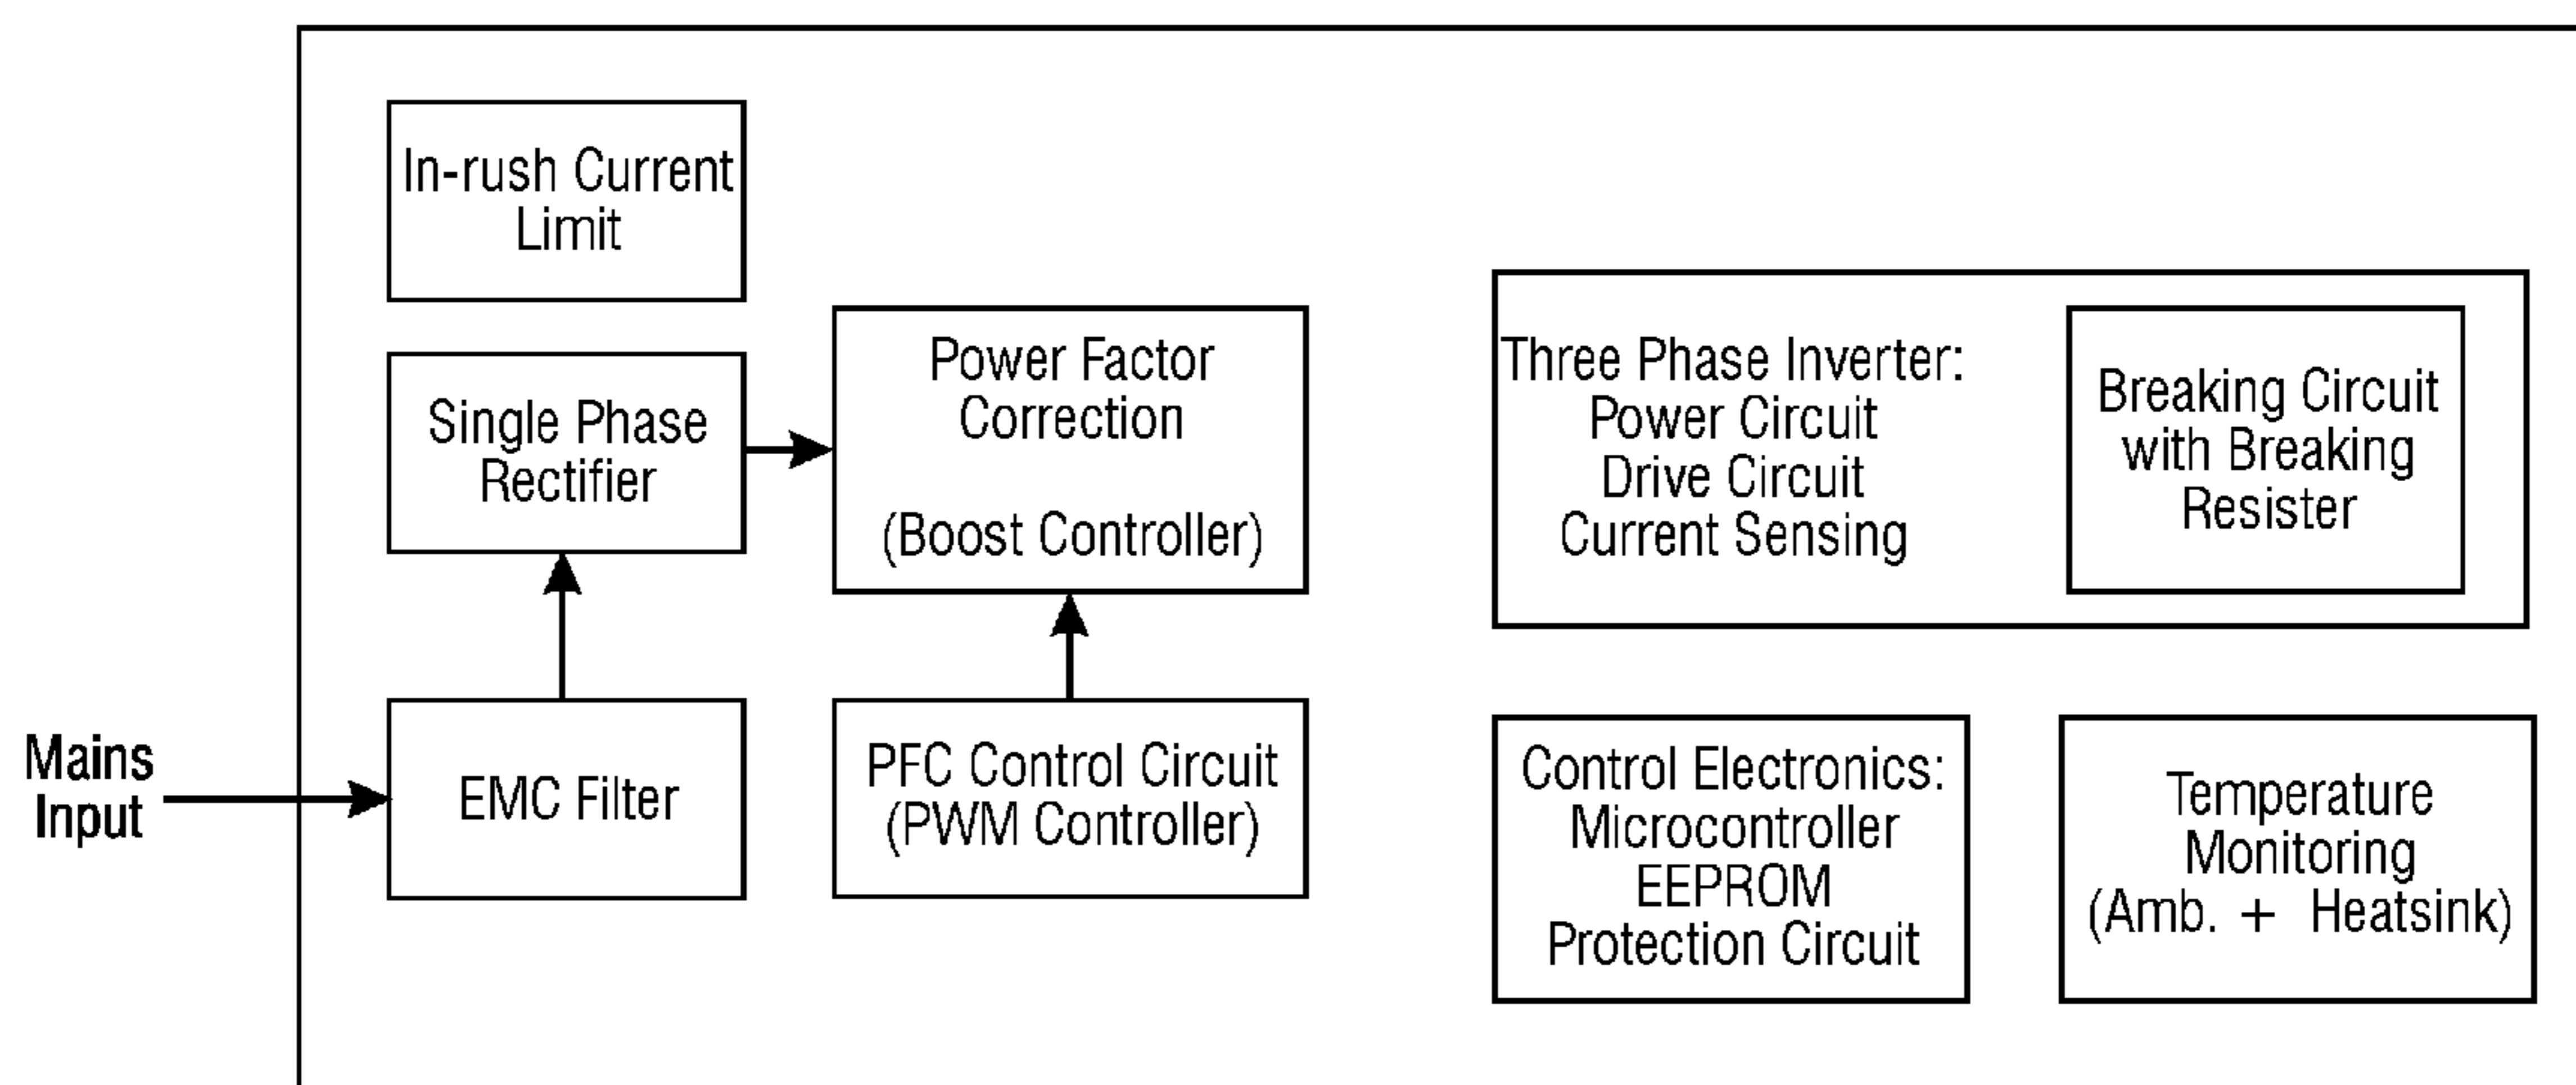 In-rush Current
Limit
Single Phase
Rectifier
Power Factor
Correction
(Boost Controller)
Three Phase Inverter:
Power Circuit
Drive Circuit
Current Sensing
Breaking Circuit
with Breaking
Resister
Mains
Input
EMC Filter
PFC Control Circuit
(PWM Controller)
Control Electronics:
Microcontroller
EEPROM
Protection Circuit
Temperature
Monitoring
(Amb. + Heatsink)